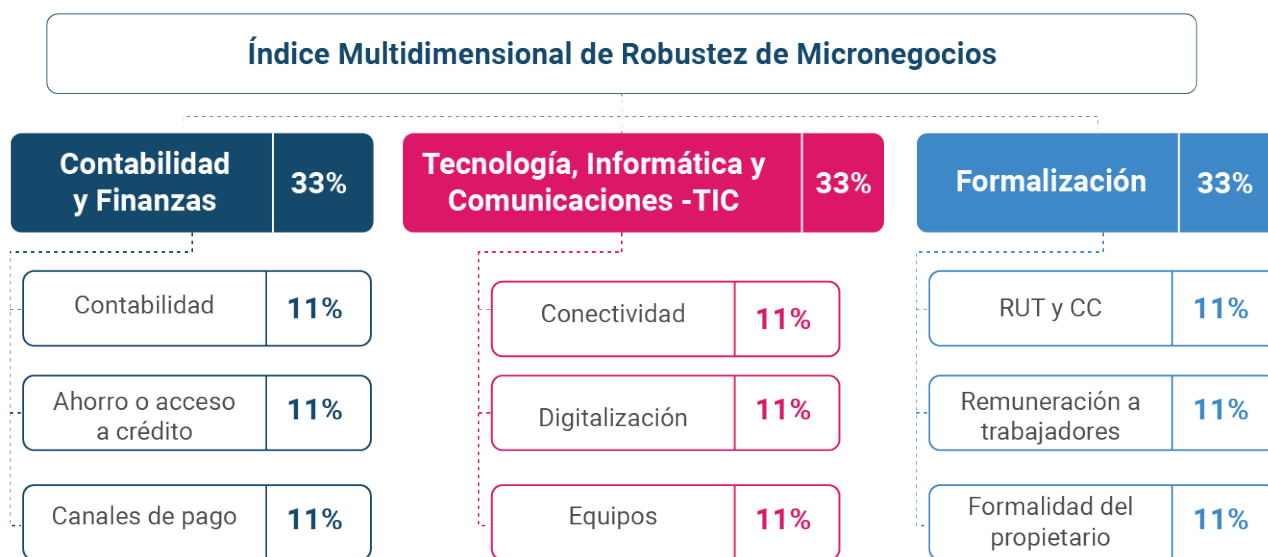 Índice Multidimensional de Robustez de Micronegocios
Contabilidad
y Finanzas
33%
Contabilidad
11%
Ahorro o acceso
a crédito
11%
Canales de pago
11%
Tecnología, Informática y
Comunicaciones -TIC
33%
Conectividad
11%
Digitalización
11%
Equipos
11%
Formalización
33%
RUT y CC
11%
Remuneración a
trabajadores
11%
Formalidad del
propietario
11%